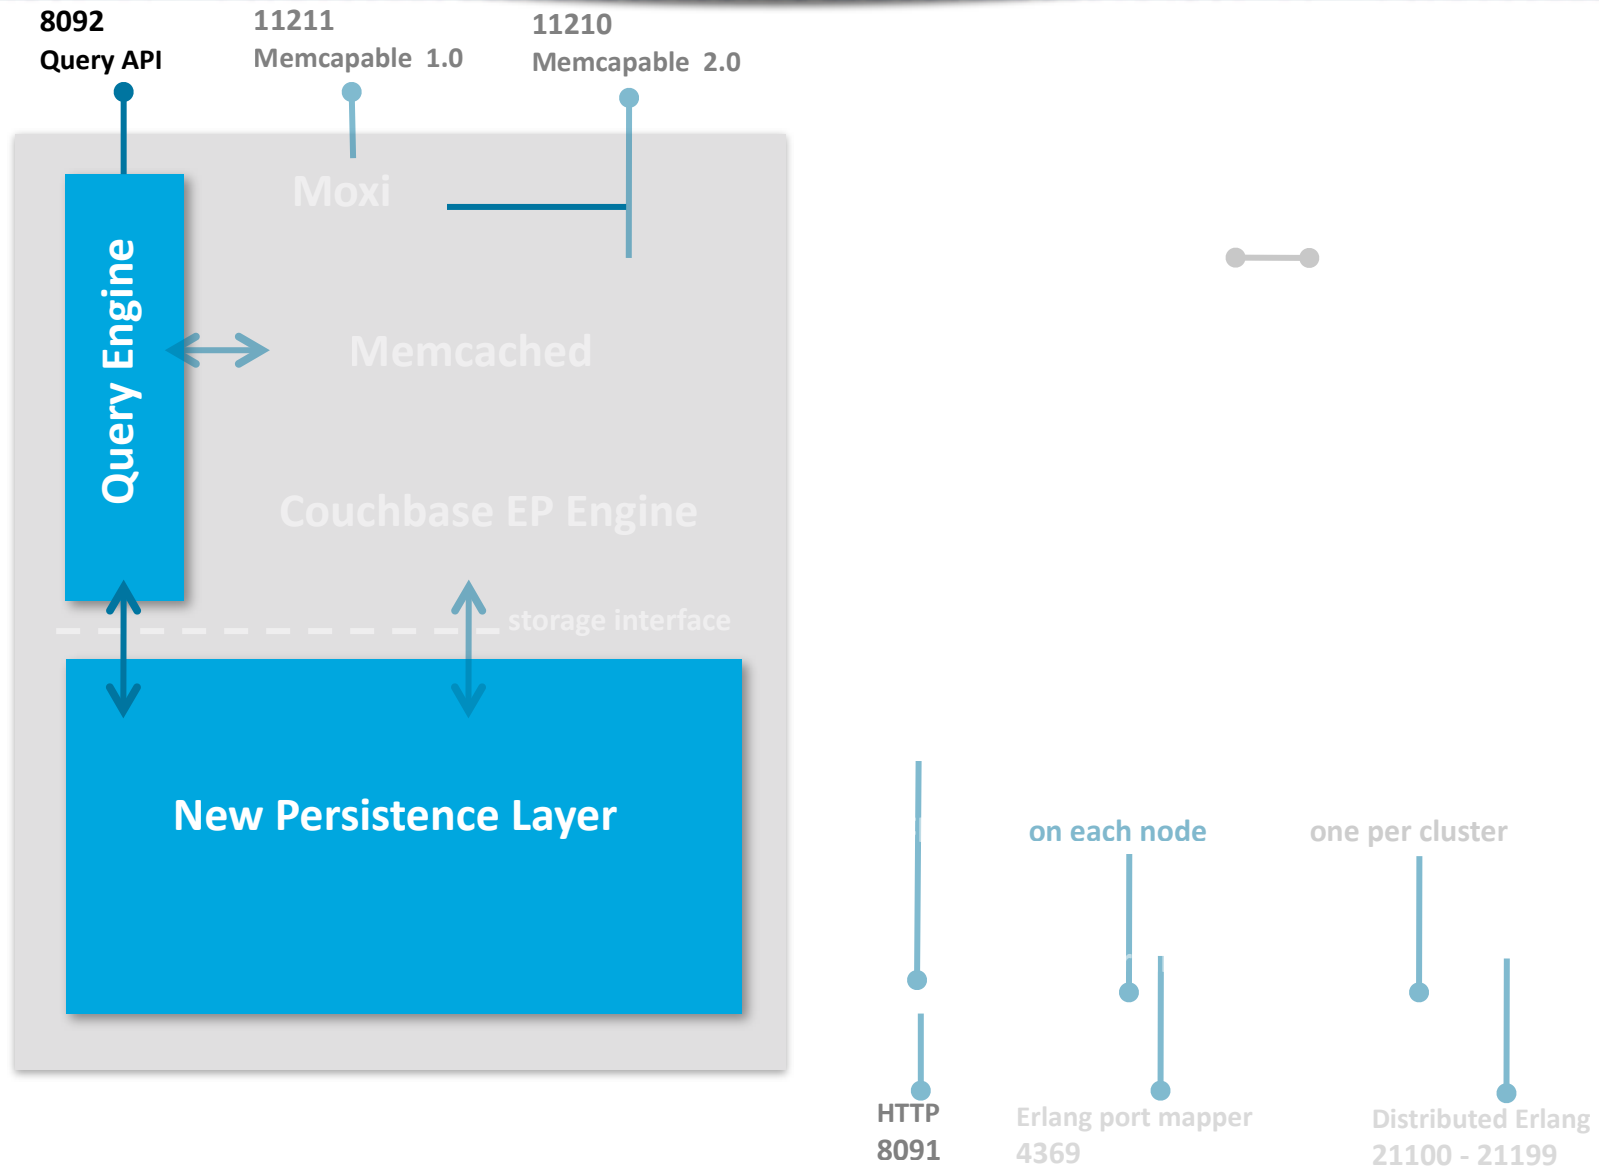 8092
Query API
11211
Memcapable 1.0
11210
Memcapable 2.0
Moxi
Query Engine
Memcached
Couchbase EP Engine
storage interface
New Persistence Layer
on each node
one per cluster
HTTP
8091
Erlang port mapper
4369
Distributed Erlang
21100 - 21199